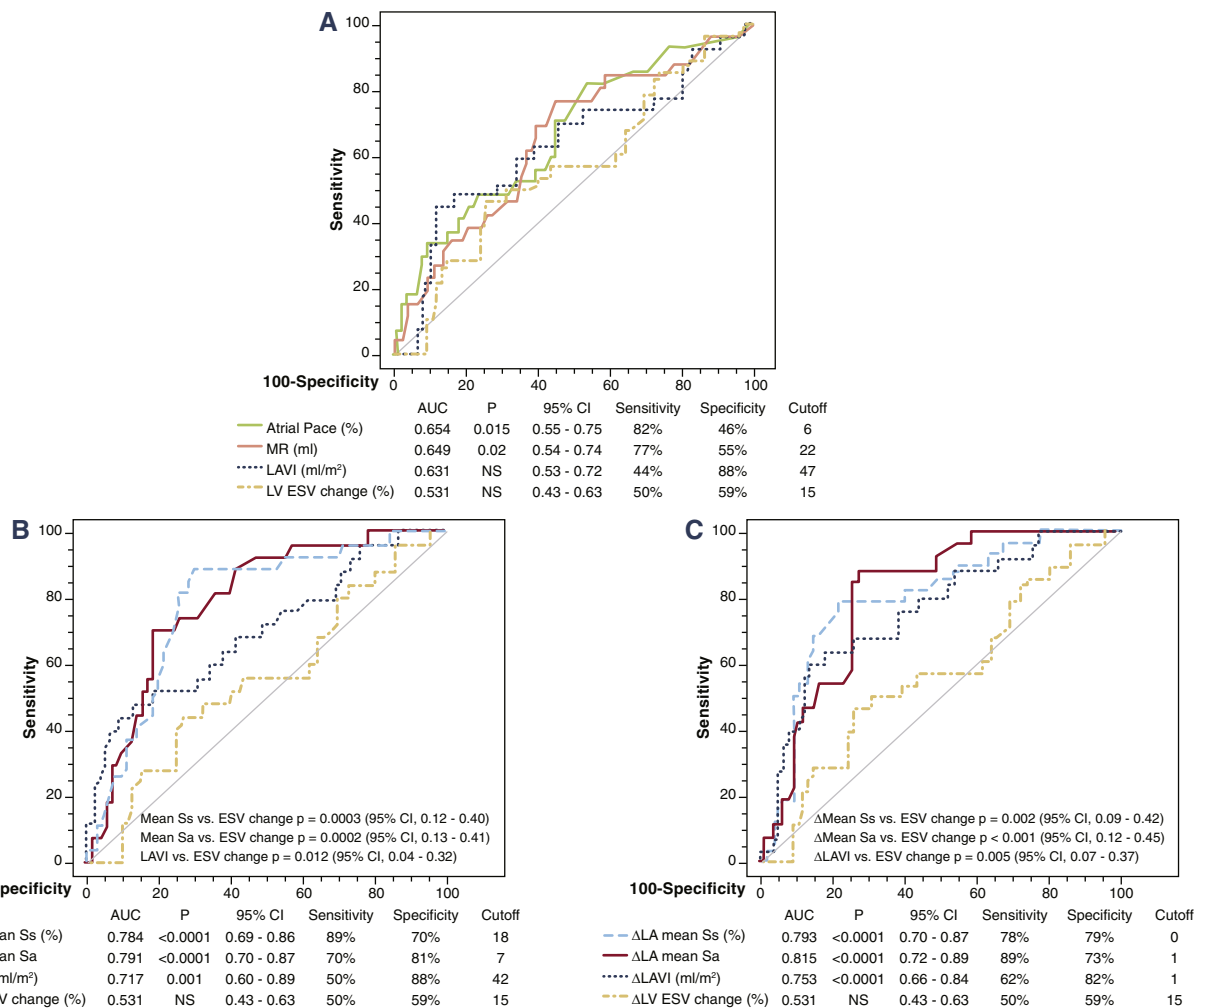 A
100
80
60
40
20
0
Sensitivity
100-Specificity
0 20 40 60 80 100
AUC P 95% CI Sensitivity Specificity Cutoff
Atrial Pace (%) 0.654 0.015 0.55 - 0.75 82% 46% 6
MR (ml) 0.649 0.02 0.54 - 0.74 77% 55% 22
LAVI (ml/m²) 0.631 NS 0.53 - 0.72 44% 88% 47
LV ESV change (%) 0.531 NS 0.43 - 0.63 50% 59% 15
B
100
80
60
40
20
0
Sensitivity
Mean Ss vs. ESV change p = 0.0003 (95% CI, 0.12 - 0.40)
Mean Sa vs. ESV change p = 0.0002 (95% CI, 0.13 - 0.41)
LAVI vs. ESV change p = 0.012 (95% CI, 0.04 - 0.32)
pecificity
0 20 40 60 80 100
AUC P 95% CI Sensitivity Specificity Cutoff
an Ss (%) 0.784 <0.0001 0.69 - 0.86 89% 70% 18
an Sa 0.791 <0.0001 0.70 - 0.87 70% 81% 7
ml/m²) 0.717 0.001 0.60 - 0.89 50% 88% 42
V change (%) 0.531 NS 0.43 - 0.63 50% 59% 15
C
100
80
60
40
20
0
Sensitivity
ΔMean Ss vs. ESV change p = 0.002 (95% CI, 0.09 - 0.42)
ΔMean Sa vs. ESV change p < 0.001 (95% CI, 0.12 - 0.45)
ΔLAVI vs. ESV change p = 0.005 (95% CI, 0.07 - 0.37)
100-Specificity
0 20 40 60 80 100
AUC P 95% CI Sensitivity Specificity Cutoff
ΔLA mean Ss (%) 0.793 <0.0001 0.70 - 0.87 78% 79% 0
ΔLA mean Sa 0.815 <0.0001 0.72 - 0.89 89% 73% 1
ΔLAVI (ml/m²) 0.753 <0.0001 0.66 - 0.84 62% 82% 1
ΔLV ESV change (%) 0.531 NS 0.43 - 0.63 50% 59% 15